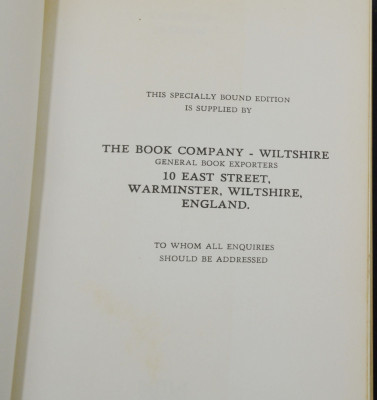 THIS SPECIALLY BOUND EDITION
IS SUPPLIED BY
THE BOOK COMPANY - WILTSHIRE
GENERAL BOOK EXPORTERS
10 EAST STREET,
WARMINSTER, WILTSHIRE,
ENGLAND.
TO WHOM ALL ENQUIRIES
SHOULD BE ADDRESSED